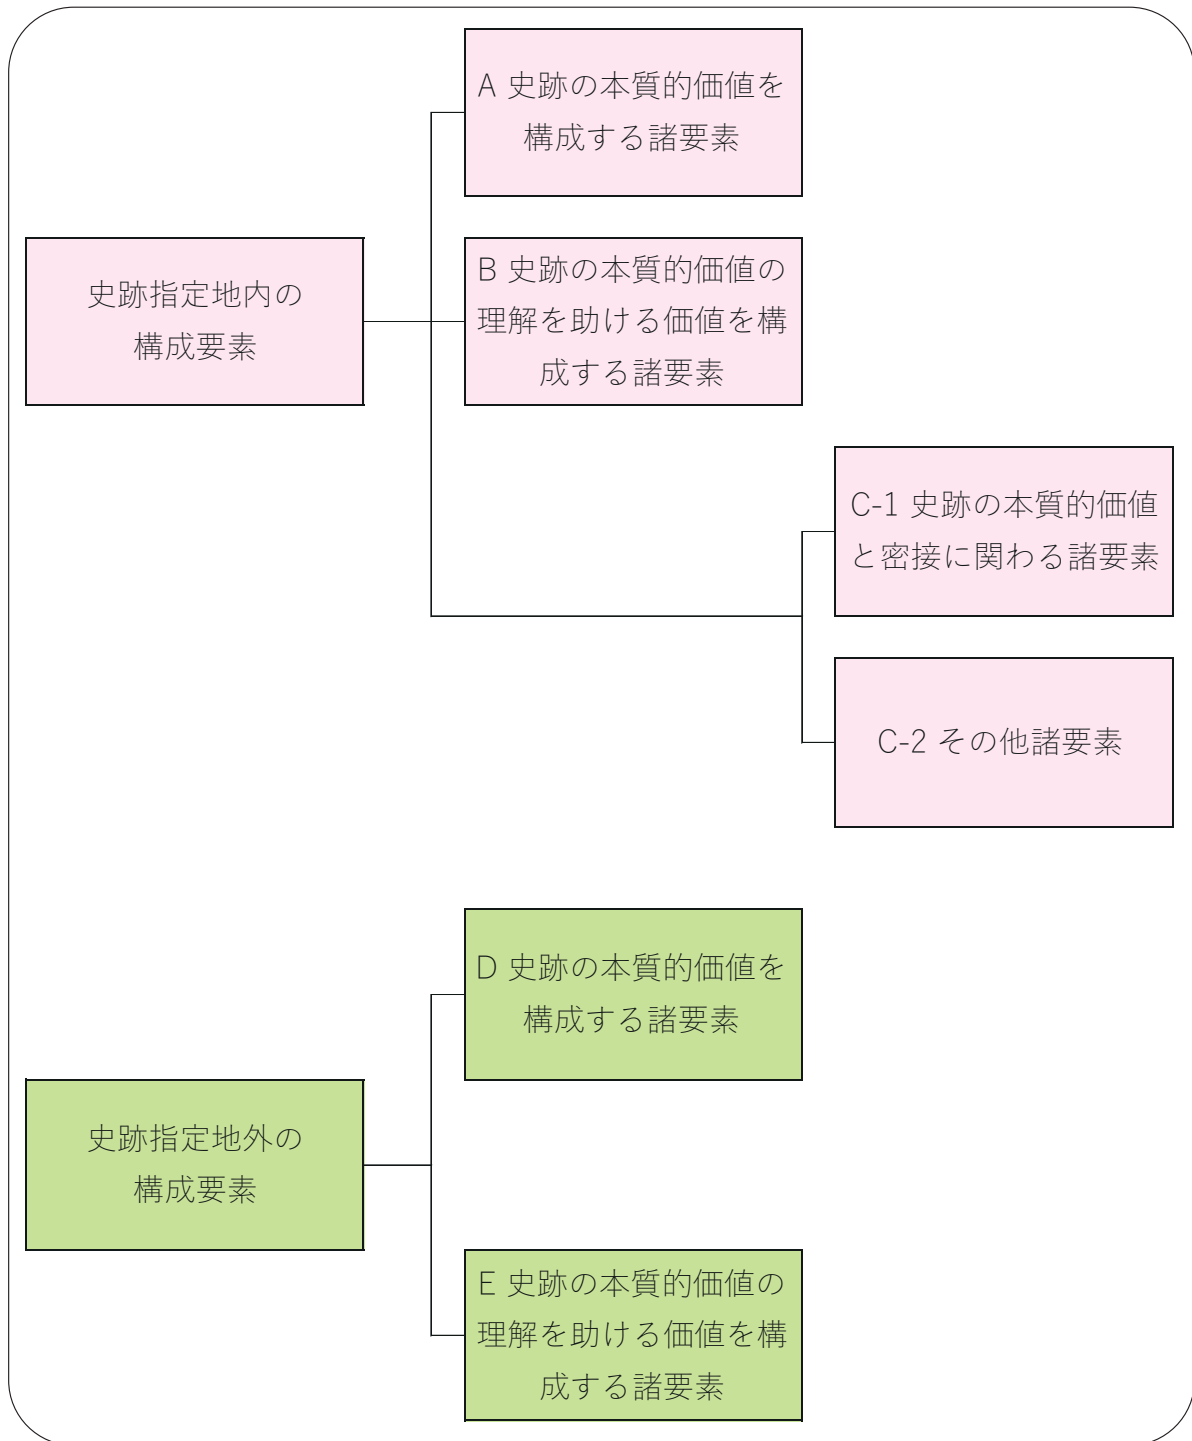 史跡指定地内の
構成要素
A 史跡の本質的価値を
構成する諸要素
B 史跡の本質的価値の
理解を助ける価値を構
成する諸要素
C-1 史跡の本質的価値
と密接に関わる諸要素
C-2 その他諸要素
史跡指定地外の
構成要素
D 史跡の本質的価値を
構成する諸要素
E 史跡の本質的価値の
理解を助ける価値を構
成する諸要素